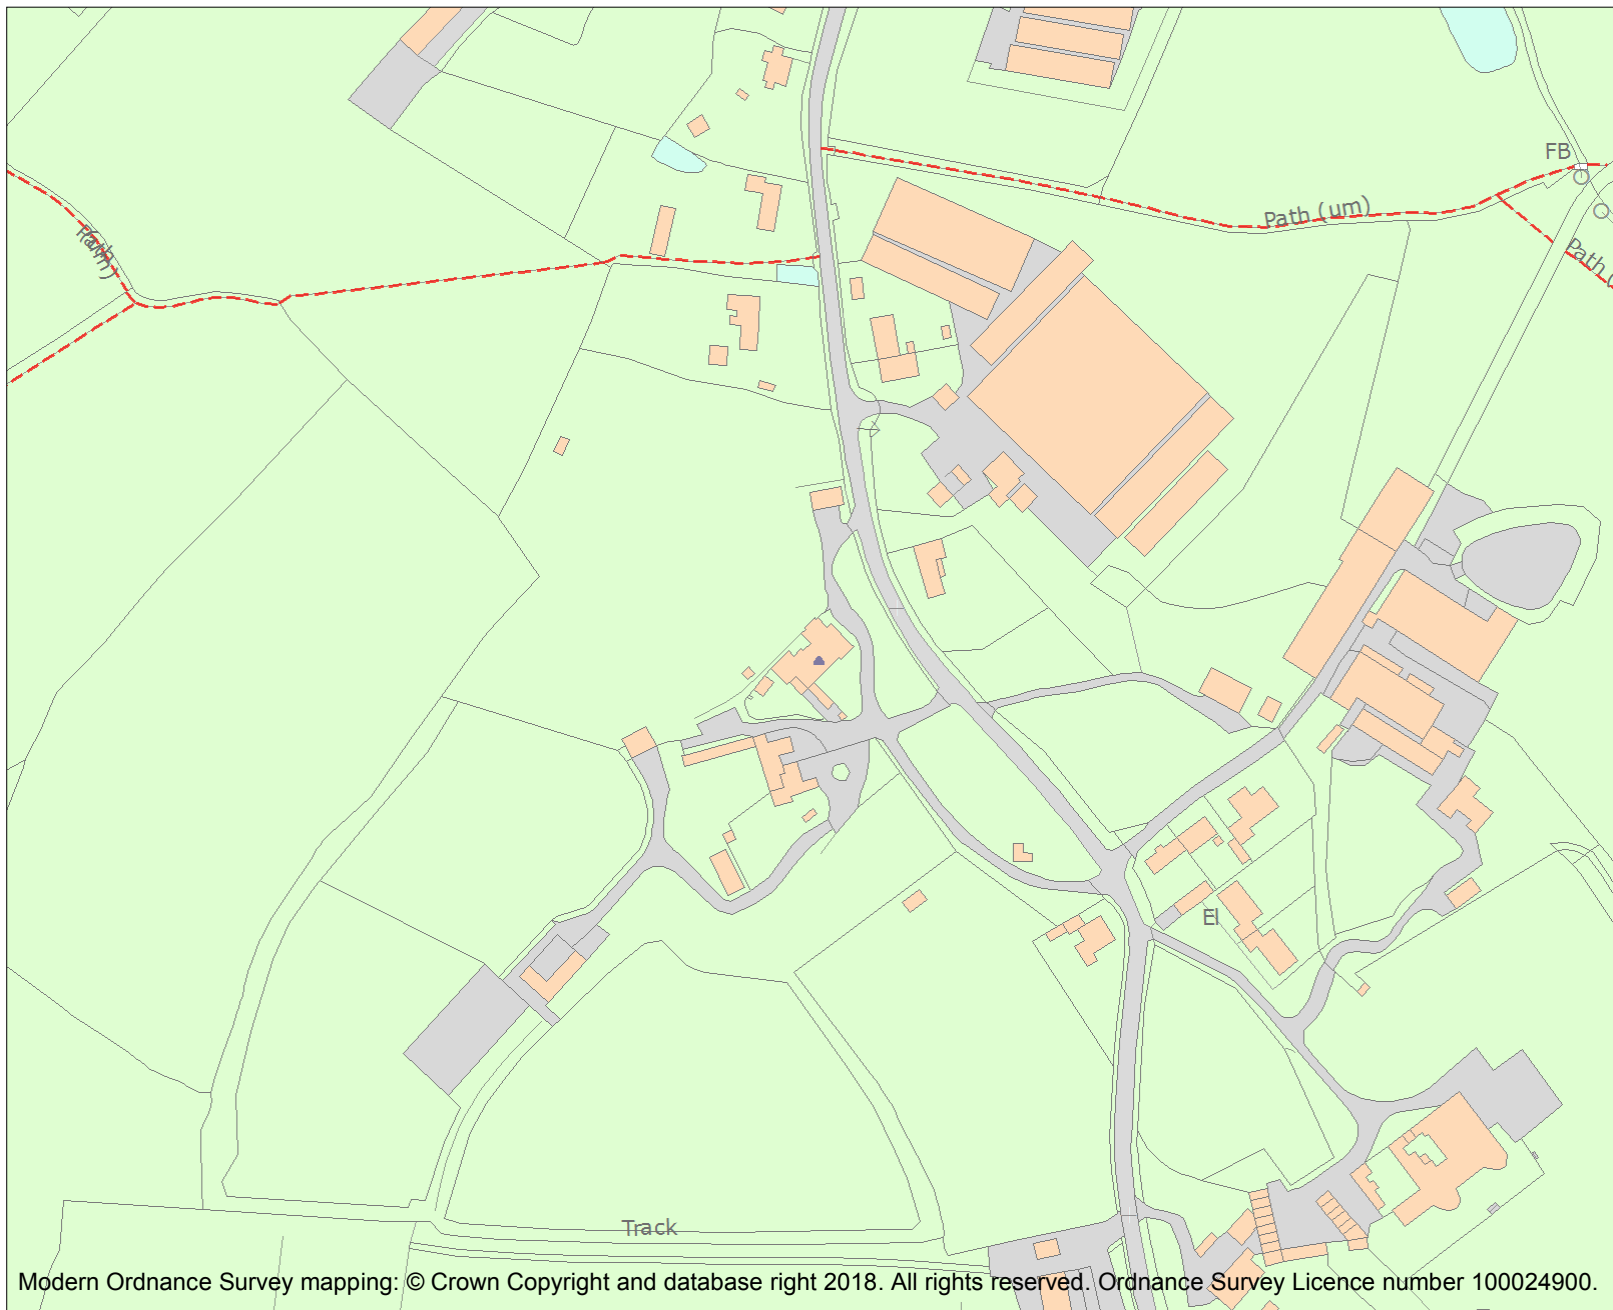 FB
Path (um)
Path (um)
Path (
El
Track
Modern Ordnance Survey mapping: © Crown Copyright and database right 2018. All rights reserved. Ordnance Survey Licence number 100024900.